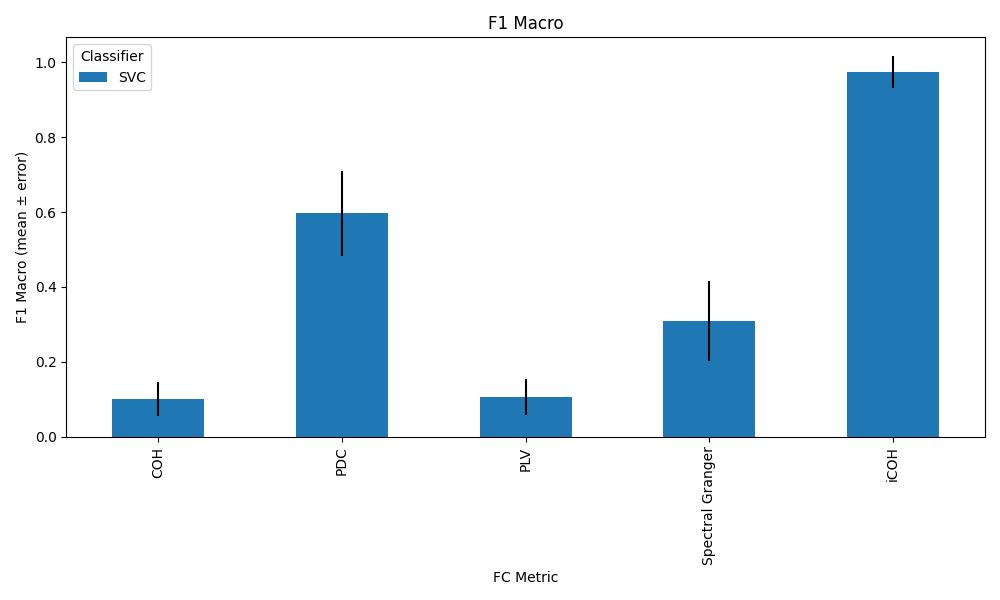 F1 Macro
Classifier
SVC
F1 Macro (mean ± error)
1.0
0.8
0.6
0.4
0.2
0.0
COH
PDC
PLV
Spectral Granger
iCOH
FC Metric